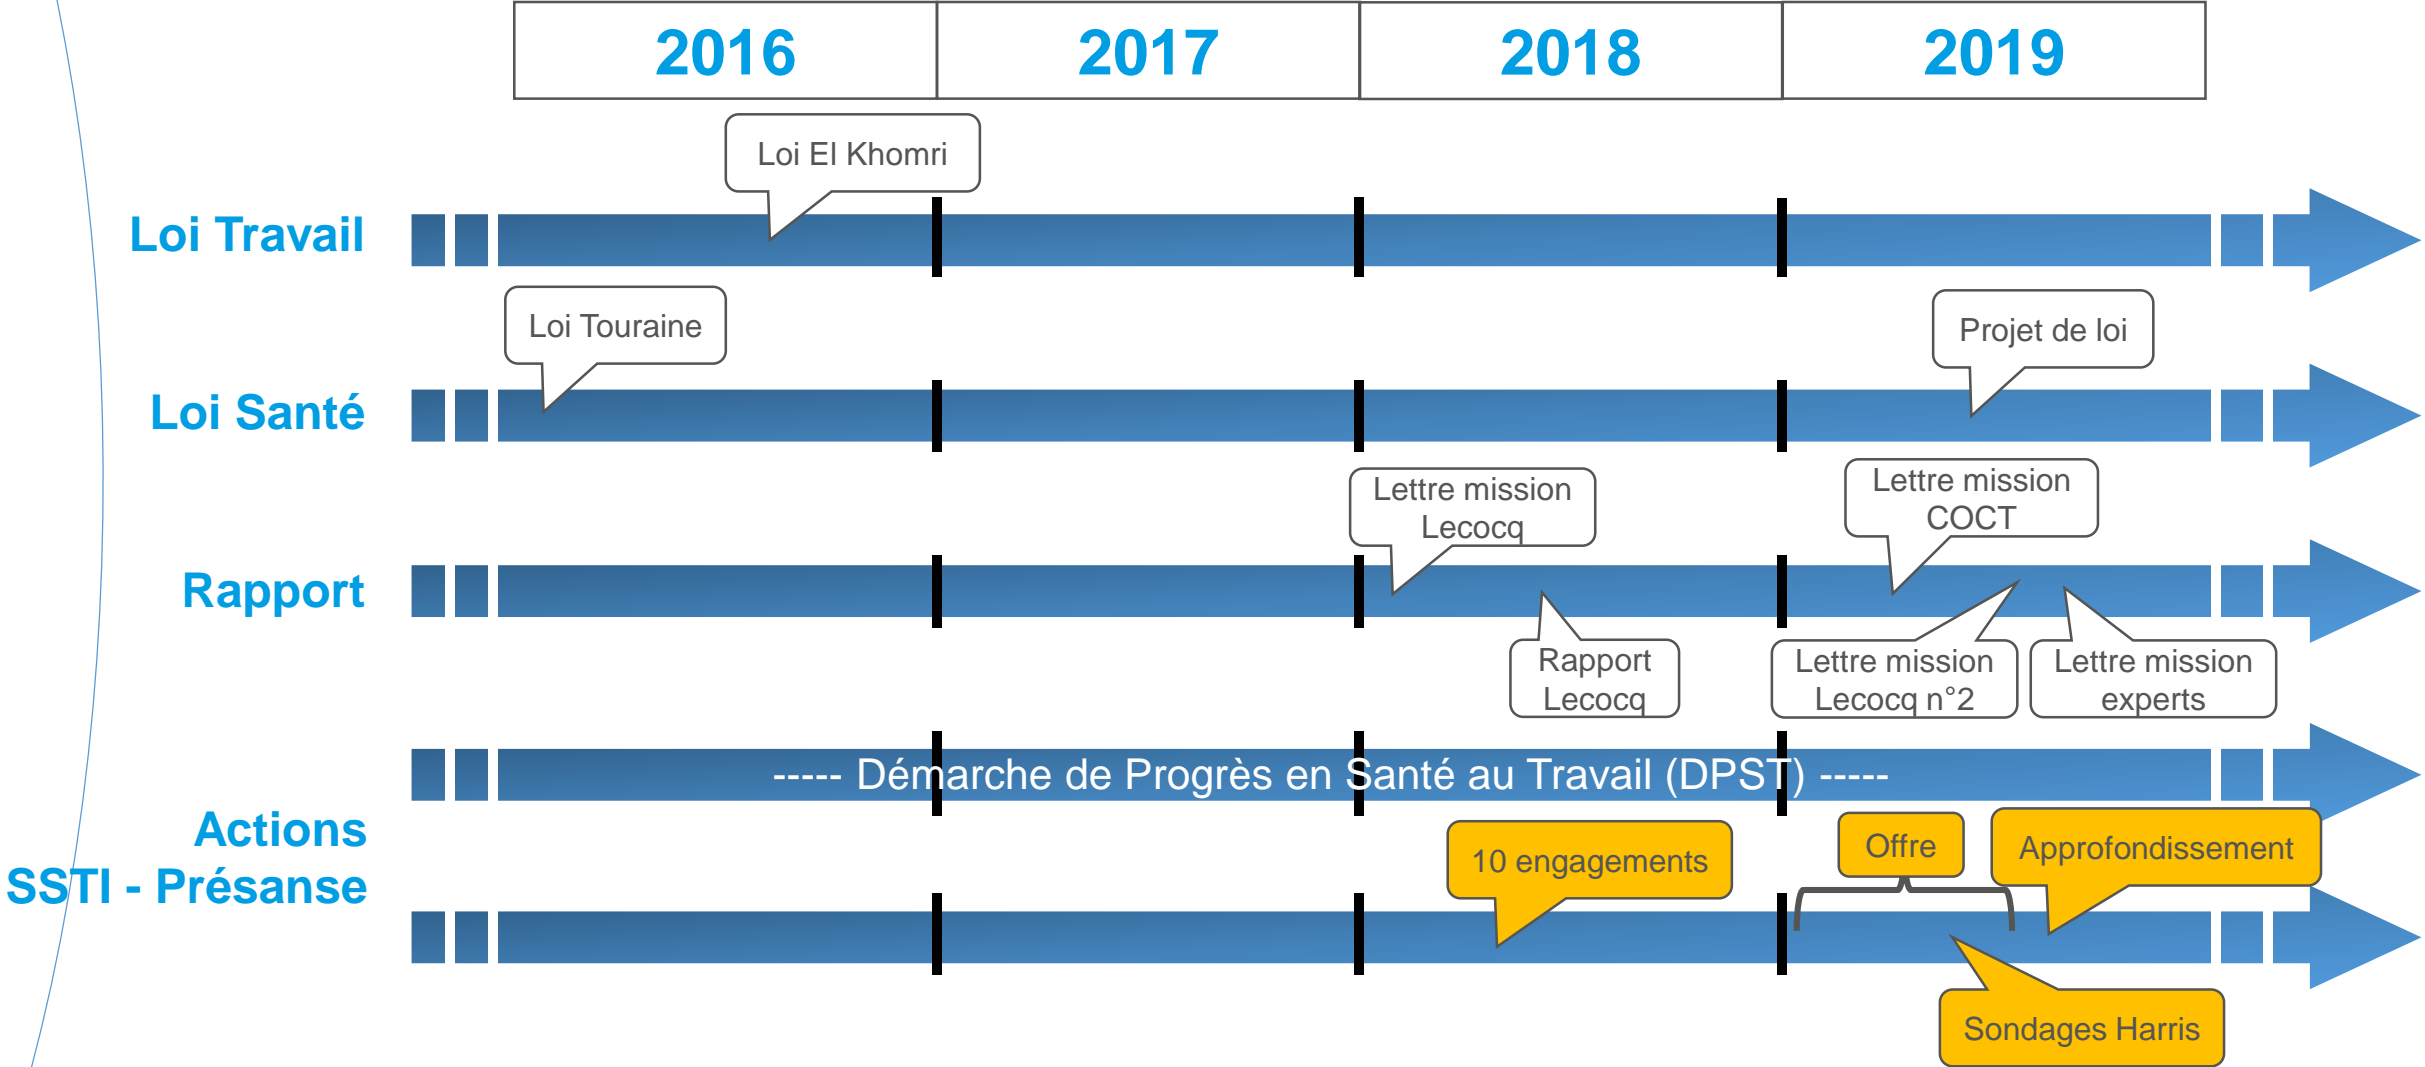 2016
2017
2018
2019
Loi El Khomri
Loi Travail
Loi Touraine
Projet de loi
Loi Santé
Lettre mission
Lecocq
Lettre mission
COCT
Rapport
Rapport
Lecocq
Lettre mission
Lecocq n°2
Lettre mission
experts
----- Démarche de Progrès en Santé au Travail (DPST) -----
Actions
SSTI - Présanse
10 engagements
Offre
Approfondissement
Sondages Harris